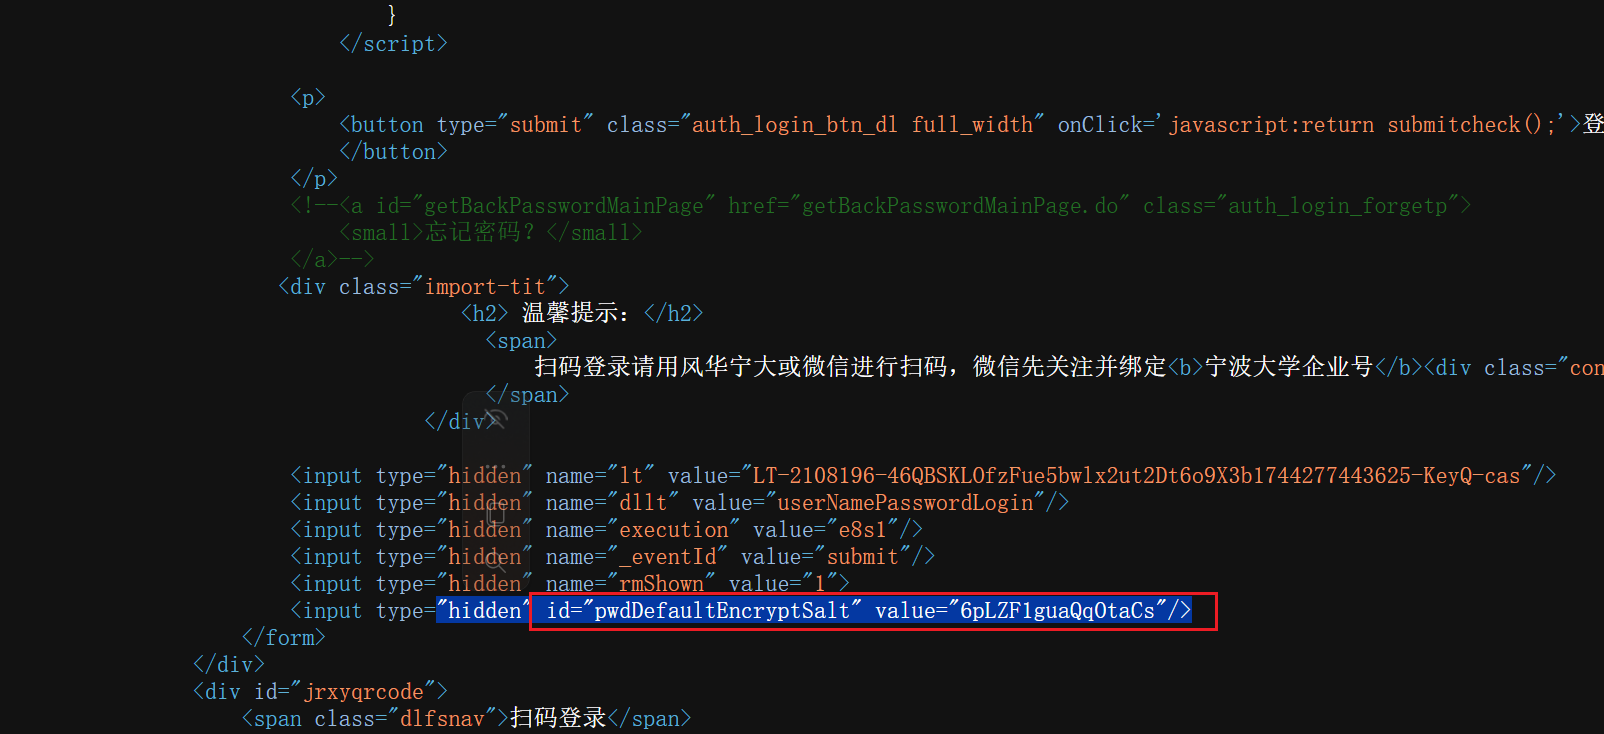 }
</script>
<p>
<button type="submit" class="auth_login_btn_dl full_width" onClick='javascript:return submitcheck();'>登
</button>
</p>
<!--<a id="getBackPasswordMainPage" href="getBackPasswordMainPage.do" class="auth_login_forgetp">
<small>忘记密码？</small>
</a>-->
<div class="import-tit">
<h2> 温馨提示：</h2>
<span>
扫码登录请用风华宁大或微信进行扫码，微信先关注并绑定<b>宁波大学企业号</b><div class="con
</span>
</div>
<input type="hidden" name="lt" value="LT-2108196-46QBSKLOfzFue5bwlx2ut2Dt6o9X3b1744277443625-KeyQ-cas"/>
<input type="hidden" name="dllt" value="userNamePasswordLogin"/>
<input type="hidden" name="execution" value="e8s1"/>
<input type="hidden" name="_eventId" value="submit"/>
<input type="hidden" name="rmShown" value="1">
<input type="hidden" id="pwdDefaultEncryptSalt" value="6pLZF1guaQqOtaCs"/>
</form>
</div>
<div id="jrxyqrcode">
<span class="dlfsnav">扫码登录</span>